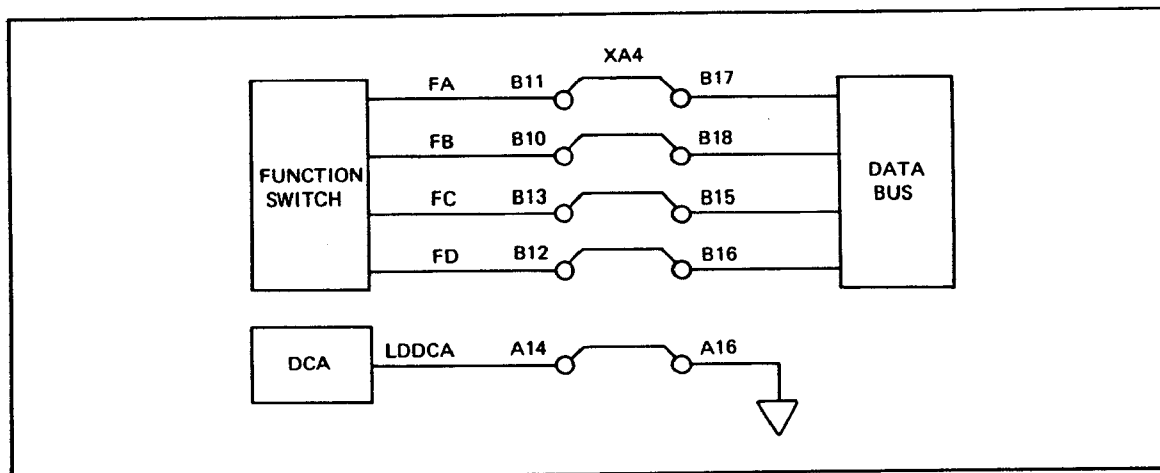 XA4
FA B11 B17
FB B10 B18
FUNCTION
SWITCH
DATA
BUS
FC B13 B15
FD B12 B16
DCA LDDCA A14 A16